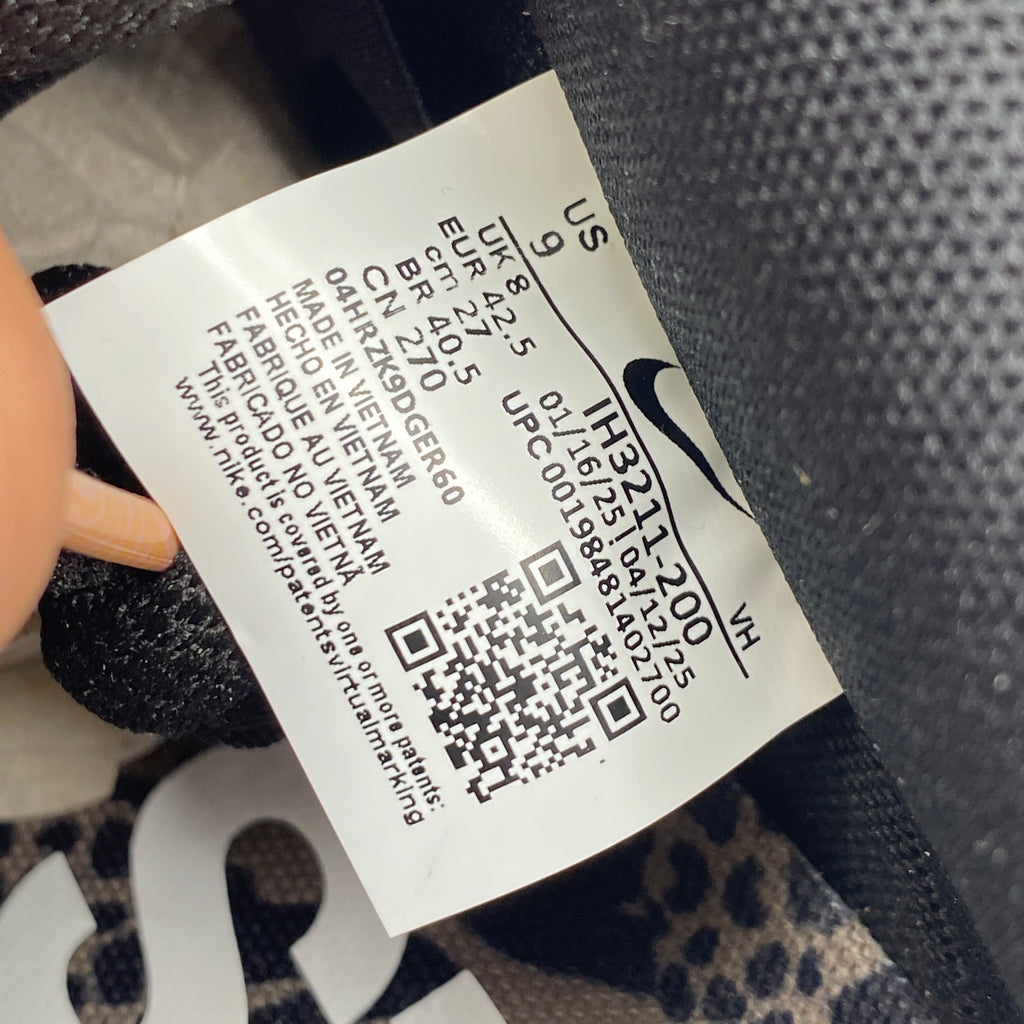 US
9
VH
UK 8
EUR 42.5
cm 27
BR 40.5
CN 270
IH3211-200
01/16/25 | 04/12/25
UPC 00198481402700
04HRZK9DGER60
MADE IN VIETNAM
HECHO EN VIETNAM
FABRIQUE AU VIETNAM
FABRICADO NO VIETNÃ
This product is covered by one or more patents:
www.nike.com/patentsvirtualmarking